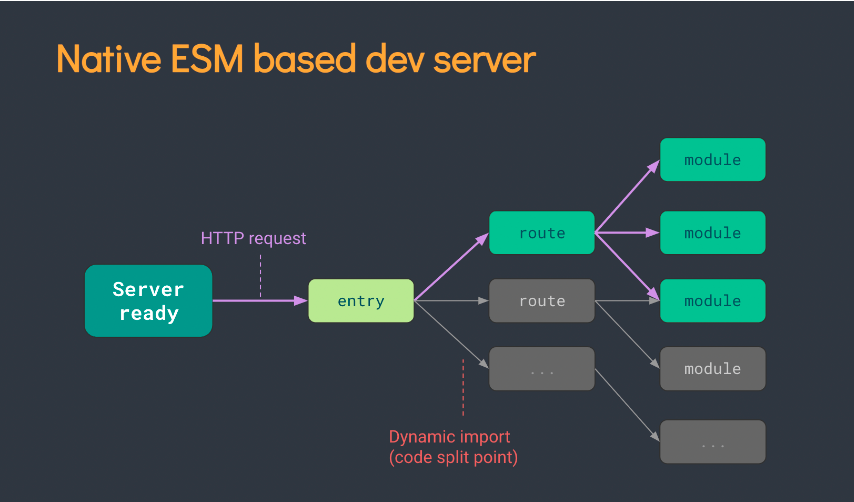 Native ESM based dev server
HTTP request
Server
ready
entry
route
route
...
module
module
module
module
...
Dynamic import
(code split point)